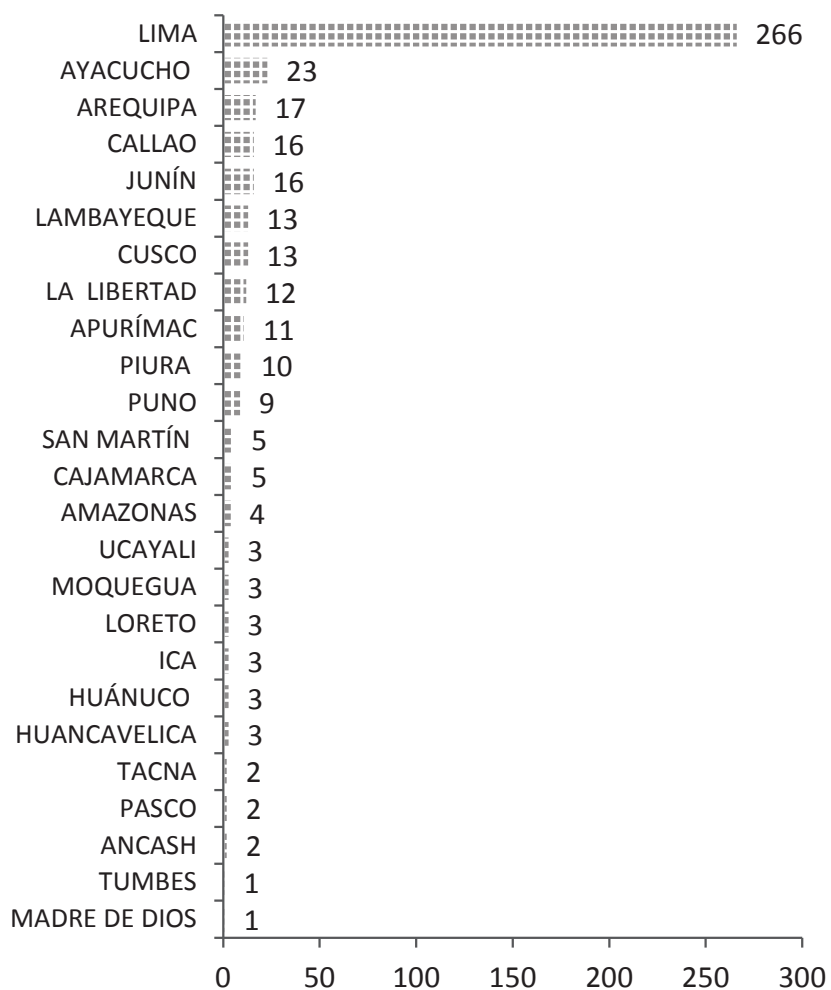 LIMA 266
AYACUCHO 23
AREQUIPA 17
CALLAO 16
JUNÍN 16
LAMBAYEQUE 13
CUSCO 13
LA LIBERTAD 12
APURÍMAC 11
PIURA 10
PUNO 9
SAN MARTÍN 5
CAJAMARCA 5
AMAZONAS 4
UCAYALI 3
MOQUEGUA 3
LORETO 3
ICA 3
HUÁNUCO 3
HUANCAVELICA 3
TACNA 2
PASCO 2
ANCASH 2
TUMBES 1
MADRE DE DIOS 1
0 50 100 150 200 250 300